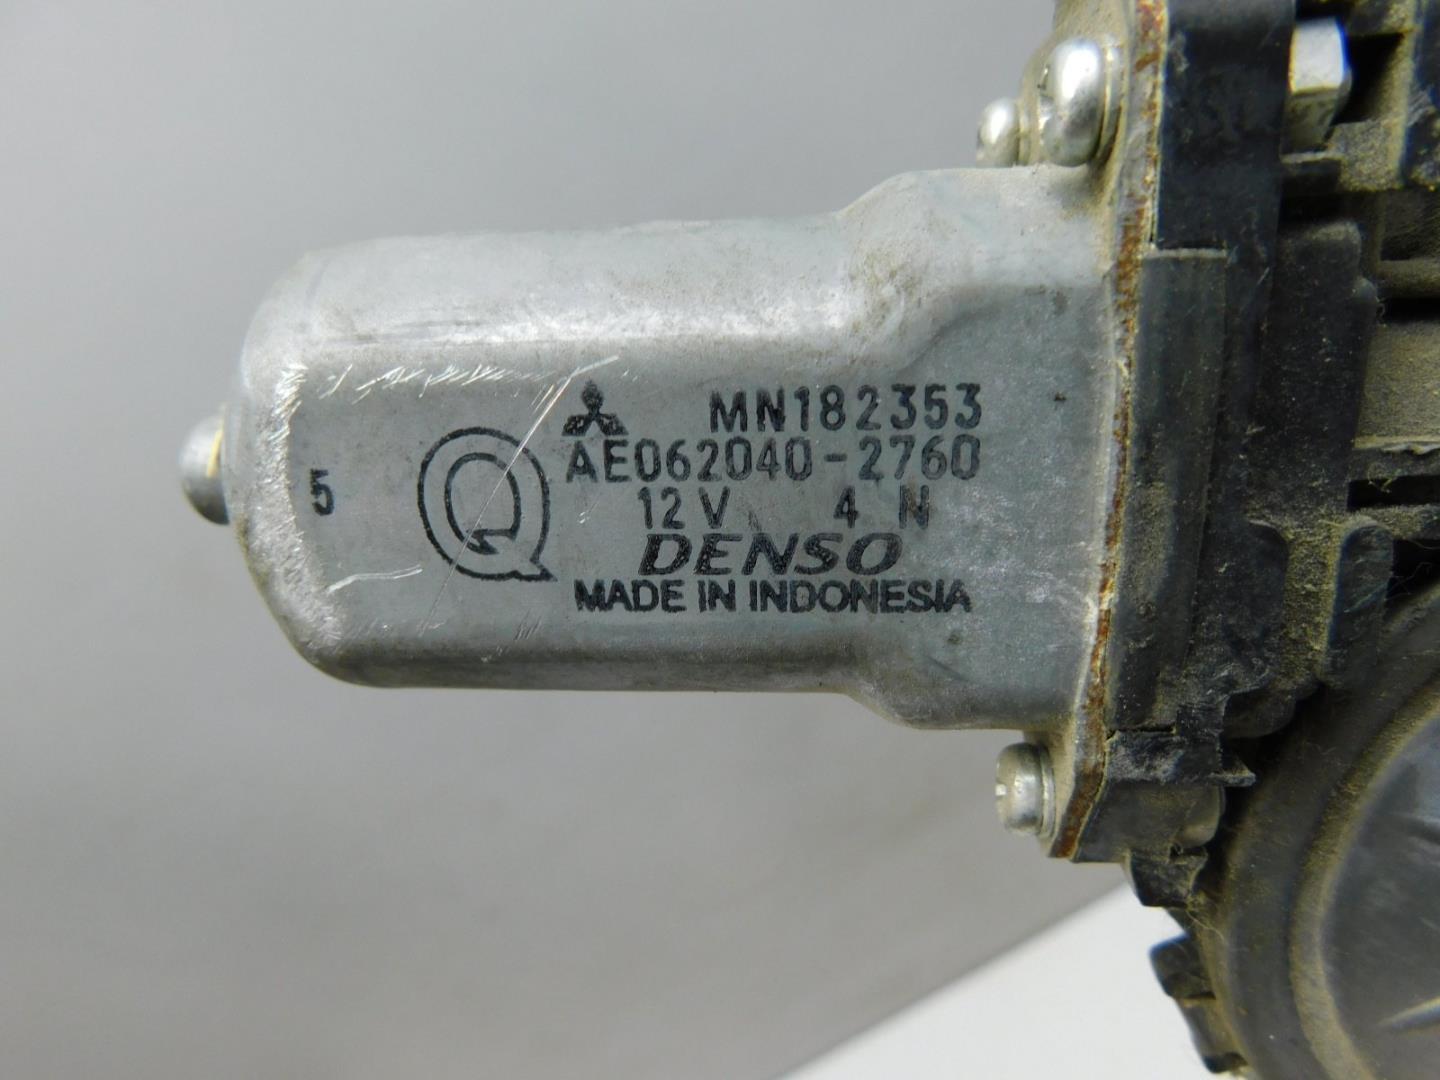 MN182353
AE062040-2760
12V 4 N
DENSO
MADE IN INDONESIA
5
Q